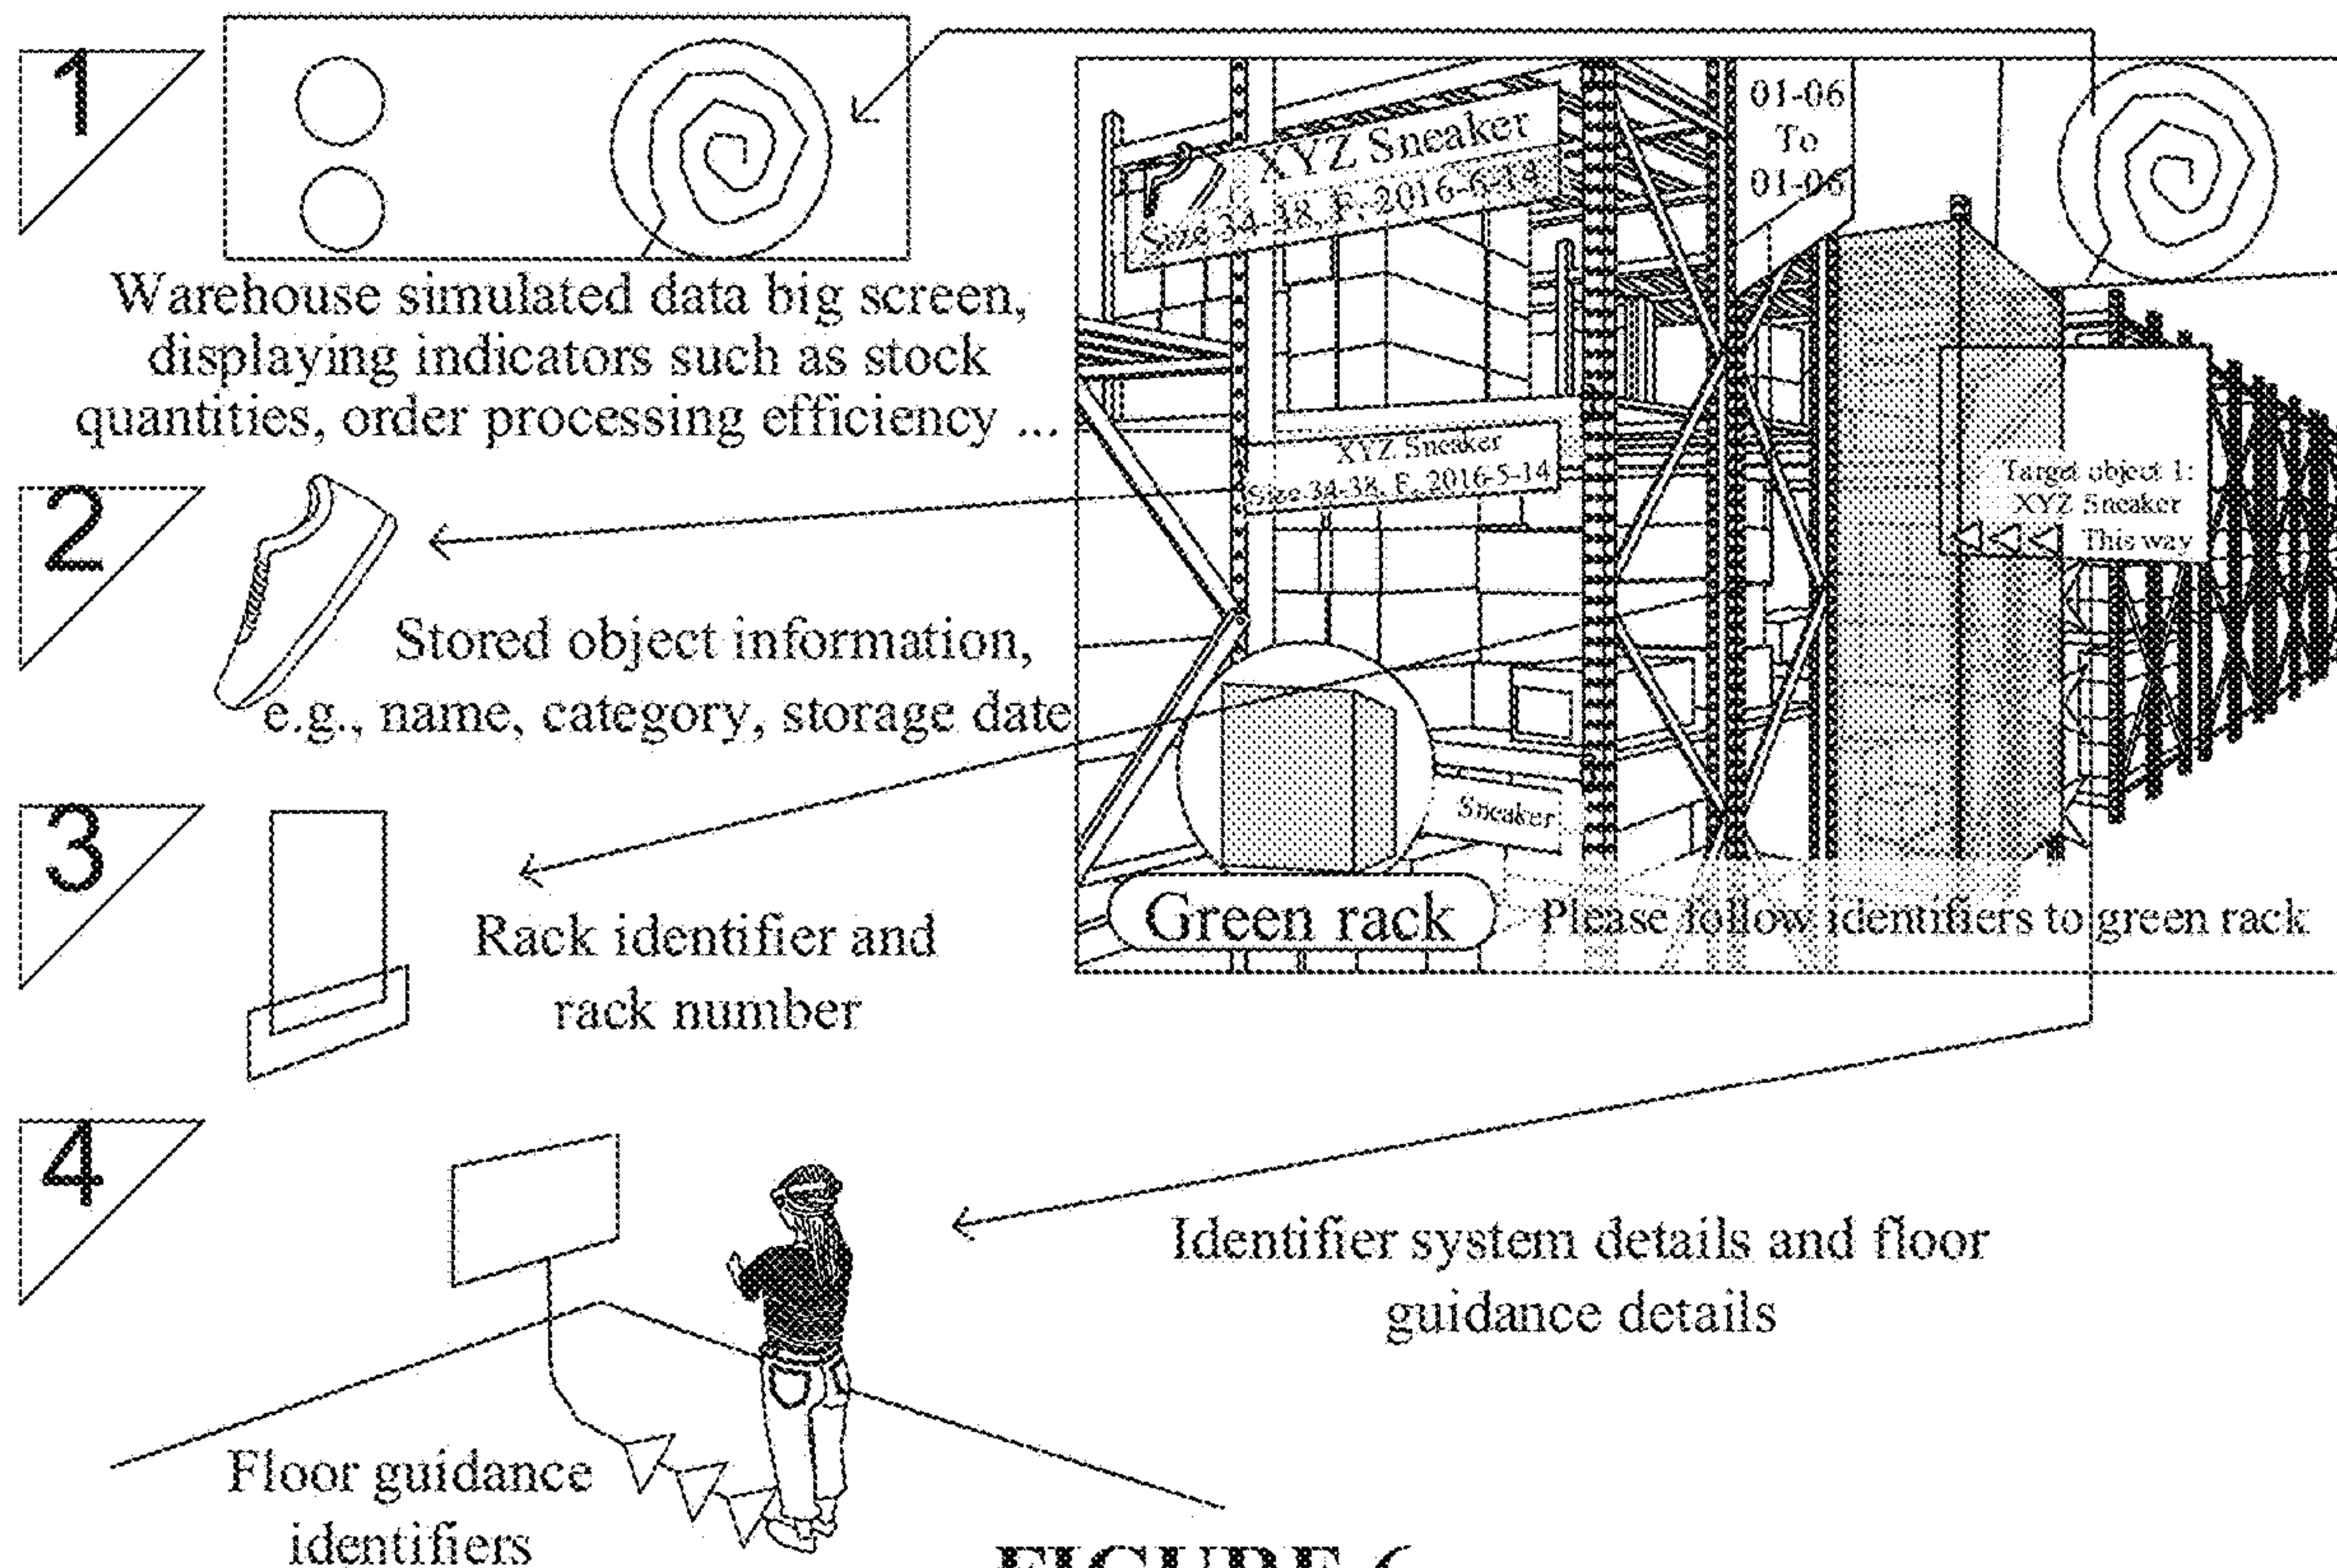 1
Warehouse simulated data big screen,
displaying indicators such as stock
quantities, order processing efficiency ...
2
Stored object information,
e.g., name, category, storage date
3
Rack identifier and
rack number
4
Floor guidance
identifiers
Identifier system details and floor
guidance details
XYZ Sneaker
Size 34-38, F, 2016-6-14
01-06
To
01-06
XYZ Sneaker
Size 34-38, F, 2016-5-14
Target object 1:
XYZ Sneaker
This way
Sneaker
Green rack
Please follow identifiers to green rack
FIGURE 6